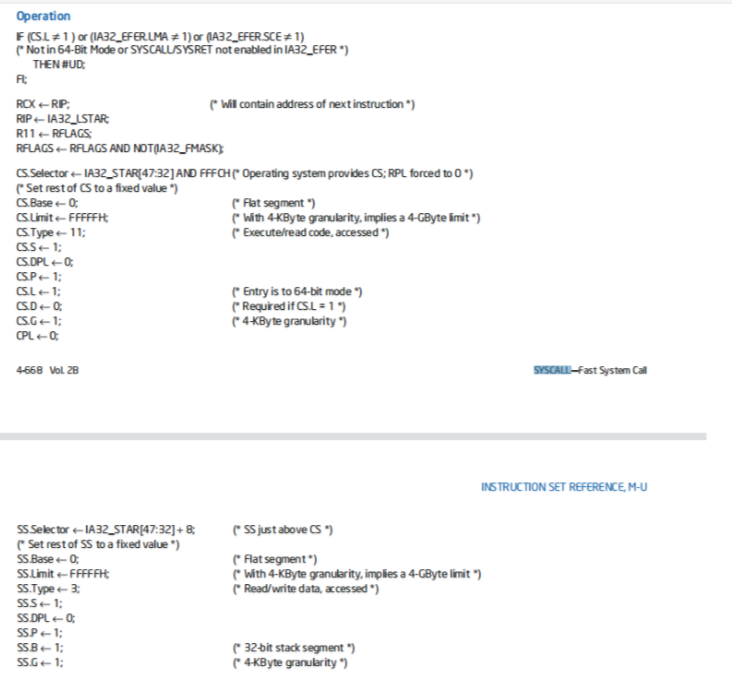 Operation
IF (CS.L ≠ 1 ) or (IA32_EFER.LMA ≠ 1) or (IA32_EFER.SCE ≠ 1)
(* Not in 64-Bit Mode or SYSCALL/SYSRET not enabled in IA32_EFER *)
THEN #UD;
FI;
RCX ← RIP; (* Will contain address of next instruction *)
RIP ← IA32_LSTAR;
R11 ← RFLAGS;
RFLAGS ← RFLAGS AND NOT(IA32_FMASK);
CS.Selector ← IA32_STAR[47:32] AND FFFCH (* Operating system provides CS; RPL forced to 0 *)
(* Set rest of CS to a fixed value *)
CS.Base ← 0; (* Flat segment *)
CS.Limit ← FFFFFH; (* With 4-KByte granularity, implies a 4-GByte limit *)
CS.Type ← 11; (* Execute/read code, accessed *)
CS.S ← 1;
CS.DPL ← 0;
CS.P ← 1;
CS.L ← 1; (* Entry is to 64-bit mode *)
CS.D ← 0; (* Required if CS.L = 1 *)
CS.G ← 1; (* 4-KByte granularity *)
CPL ← 0;
4-668 Vol. 2B SYSCALL—Fast System Call
INSTRUCTION SET REFERENCE, M-U
SS.Selector ← IA32_STAR[47:32] + 8; (* SS just above CS *)
(* Set rest of SS to a fixed value *)
SS.Base ← 0; (* Flat segment *)
SS.Limit ← FFFFFH; (* With 4-KByte granularity, implies a 4-GByte limit *)
SS.Type ← 3; (* Read/write data, accessed *)
SS.S ← 1;
SS.DPL ← 0;
SS.P ← 1;
SS.B ← 1; (* 32-bit stack segment *)
SS.G ← 1; (* 4-KByte granularity *)